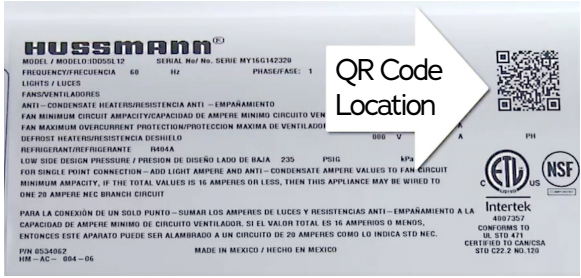 HUSSMANN®
MODEL / MODELO:IDD5SL12 SERIAL No/ No. SERIE MY16G142320
FREQUENCY/FRECUENCIA 60 Hz PHASE/FASE: 1
LIGHTS / LUCES
FANS/VENTILADORES
ANTI-CONDENSATE HEATERS/RESISTENCIA ANTI-EMPAÑAMIENTO
FAN MINIMUM CIRCUIT AMPACITY/CAPACIDAD DE AMPERE MINIMO CIRCUITO
FAN MAXIMUM OVERCURRENT PROTECTION/PROTECCION MAXIMA DE VENTILADOR A
DEFROST HEATERS/RESISTENCIA DESHIELO 000 V A PH
REFRIGERANT/REFRIGERANTE R404A
LOW SIDE DESIGN PRESSURE / PRESION DE DISEÑO LADO DE BAJA 235 PSIG kPa
FOR SINGLE POINT CONNECTION-ADD LIGHT AMPERE AND ANTI-CONDENSATE AMPERE VALUES TO FAN CIRCUIT
MINIMUM AMPACITY, IF THE TOTAL VALUES IS 16 AMPERIOS OR LESS, THEN THIS APPLIANCE MAY BE WIRED TO
ONE 20 AMPERE NEC BRANCH CIRCUIT
PARA LA CONEXIÓN DE UN SOLO PUNTO-SUMAR LOS AMPERES DE LUCES Y RESISTENCIAS ANTI-EMPAÑAMIENTO A LA
CAPACIDAD DE AMPERE MINIMO DE CIRCUITO VENTILADOR. SI EL VALOR TOTAL ES 16 AMPERIOS O MENOS,
ENTONCES ESTE APARATO PUEDE SER ALAMBRADO A UN CIRCUITO DE 20 AMPERES COMO LO INDICA STD NEC.
P/N 0534062 MADE IN MEXICO / HECHO EN MEXICO
HM-AC-004-06
QR Code
Location
C ETL US NSF
Intertek
4007357
CONFORMS TO
UL STD 471
CERTIFIED TO CAN/CSA
STD C22.2 NO.120